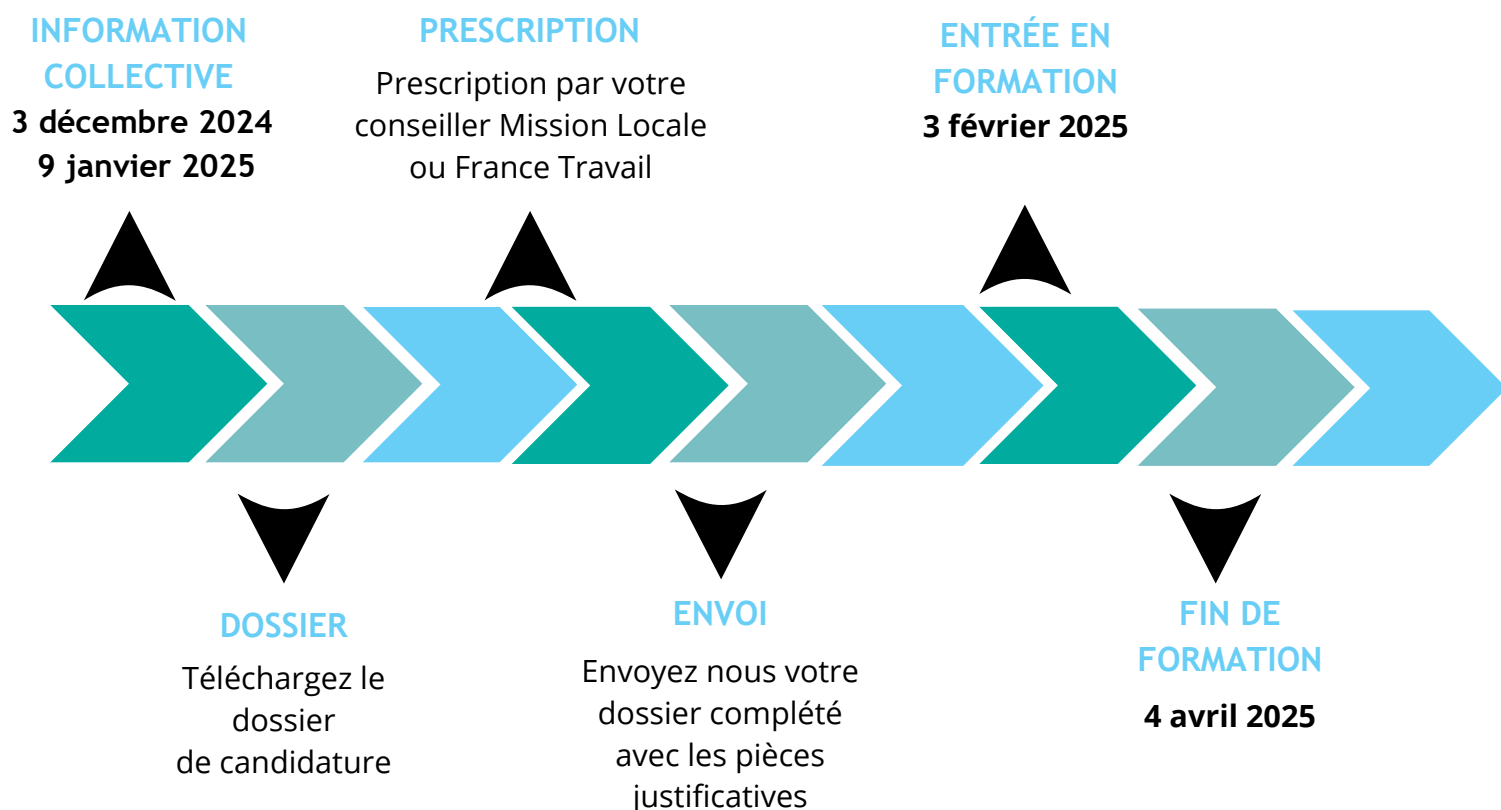 INFORMATION
COLLECTIVE
3 décembre 2024
9 janvier 2025
PRESCRIPTION
Prescription par votre
conseiller Mission Locale
ou France Travail
ENTRÉE EN
FORMATION
3 février 2025
DOSSIER
Téléchargez le
dossier
de candidature
ENVOI
Envoyez nous votre
dossier complété
avec les pièces
justificatives
FIN DE
FORMATION
4 avril 2025